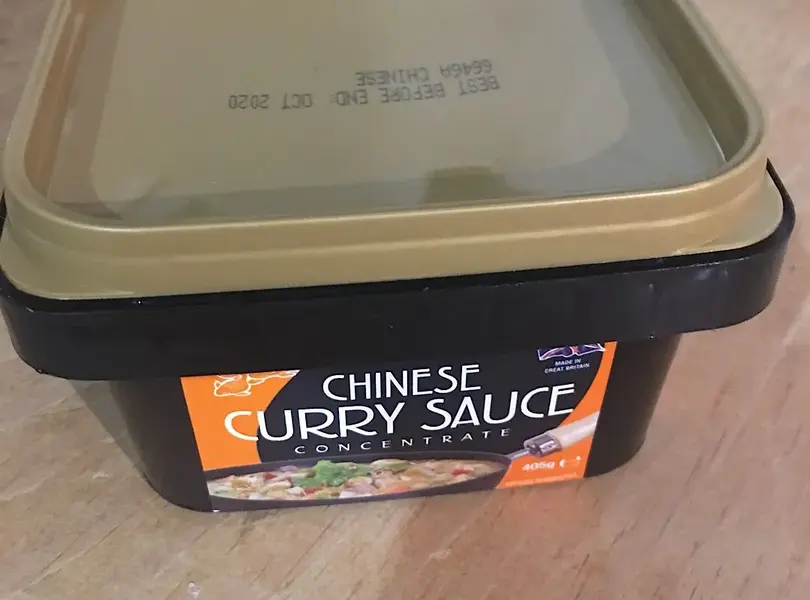 BEST BEFORE END: OCT 2020
6646A CHINESE
MADE IN
GREAT BRITAIN
CHINESE
CURRY SAUCE
CONCENTRATE
405g